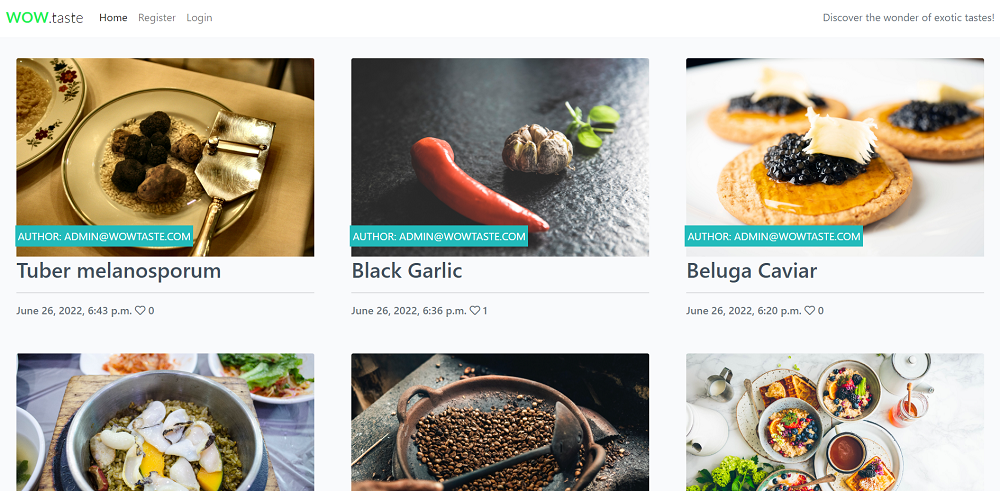 WOW.taste Home Register Login Discover the wonder of exotic tastes!
AUTHOR: ADMIN@WOWTASTE.COM
Tuber melanosporum
June 26, 2022, 6:43 p.m. 0
AUTHOR: ADMIN@WOWTASTE.COM
Black Garlic
June 26, 2022, 6:36 p.m. 1
AUTHOR: ADMIN@WOWTASTE.COM
Beluga Caviar
June 26, 2022, 6:20 p.m. 0